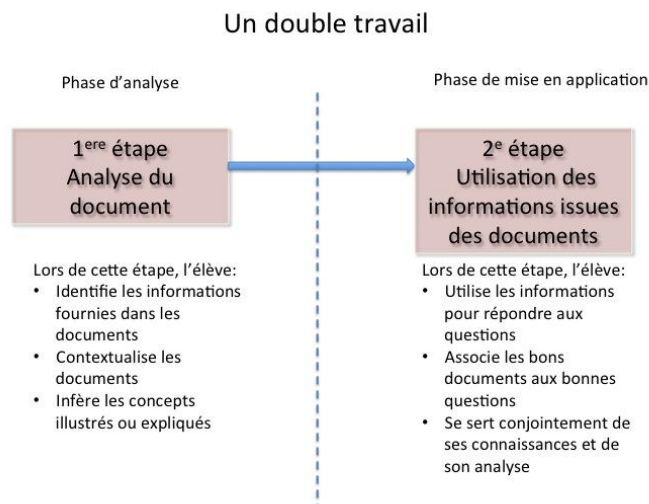 Un double travail
Phase d'analyse
1ere étape
Analyse du
document
Lors de cette étape, l'élève:
• Identifie les informations
fournies dans les
documents
• Contextualise les
documents
• Infère les concepts
illustrés ou expliqués
Phase de mise en application
2e étape
Utilisation des
informations issues
des documents
Lors de cette étape, l'élève:
• Utilise les informations
pour répondre aux
questions
• Associe les bons
documents aux bonnes
questions
• Se sert conjointement de
ses connaissances et de
son analyse